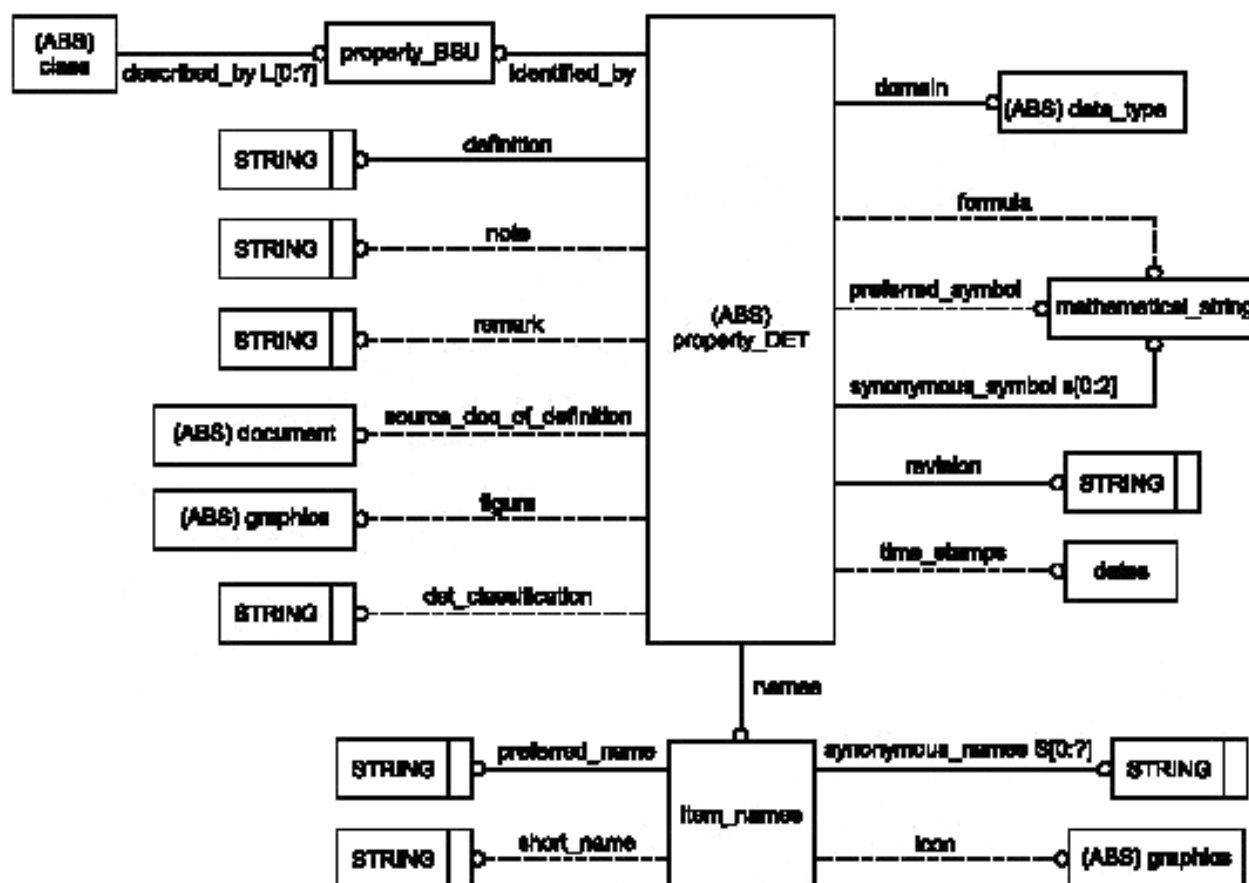 (ABS)
class
described_by L[0:?]
property_BSU
identified_by
domain
(ABS) data_type
STRING
definition
formula
STRING
note
(ABS)
property_DET
preferred_symbol
mathematical_string
STRING
remark
synonymous_symbol s[0:2]
(ABS) document
source_doc_of_definition
revision
STRING
(ABS) graphics
figure
time_stamps
dates
STRING
det_classification
names
STRING
preferred_name
item_names
synonymous_names S[0:?]
STRING
STRING
short_name
icon
(ABS) graphics